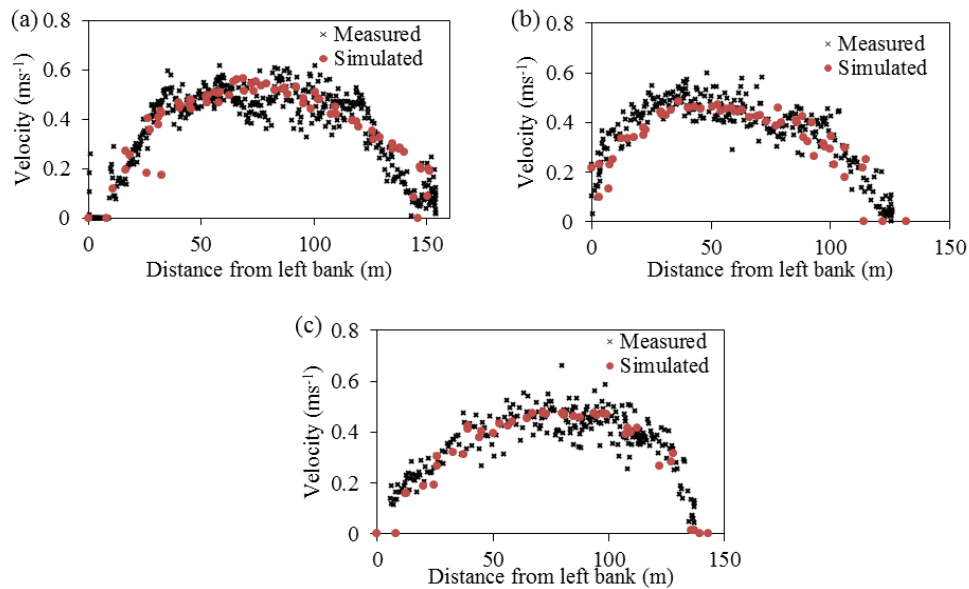 (a)
0.8
0.6
0.4
0.2
0
Velocity (ms-1)
Measured
Simulated
0 50 100 150
Distance from left bank (m)
(b)
0.8
0.6
0.4
0.2
0
Velocity (ms-1)
Measured
Simulated
0 50 100 150
Distance from left bank (m)
(c)
0.8
0.6
0.4
0.2
0
Velocity (ms-1)
Measured
Simulated
0 50 100 150
Distance from left bank (m)